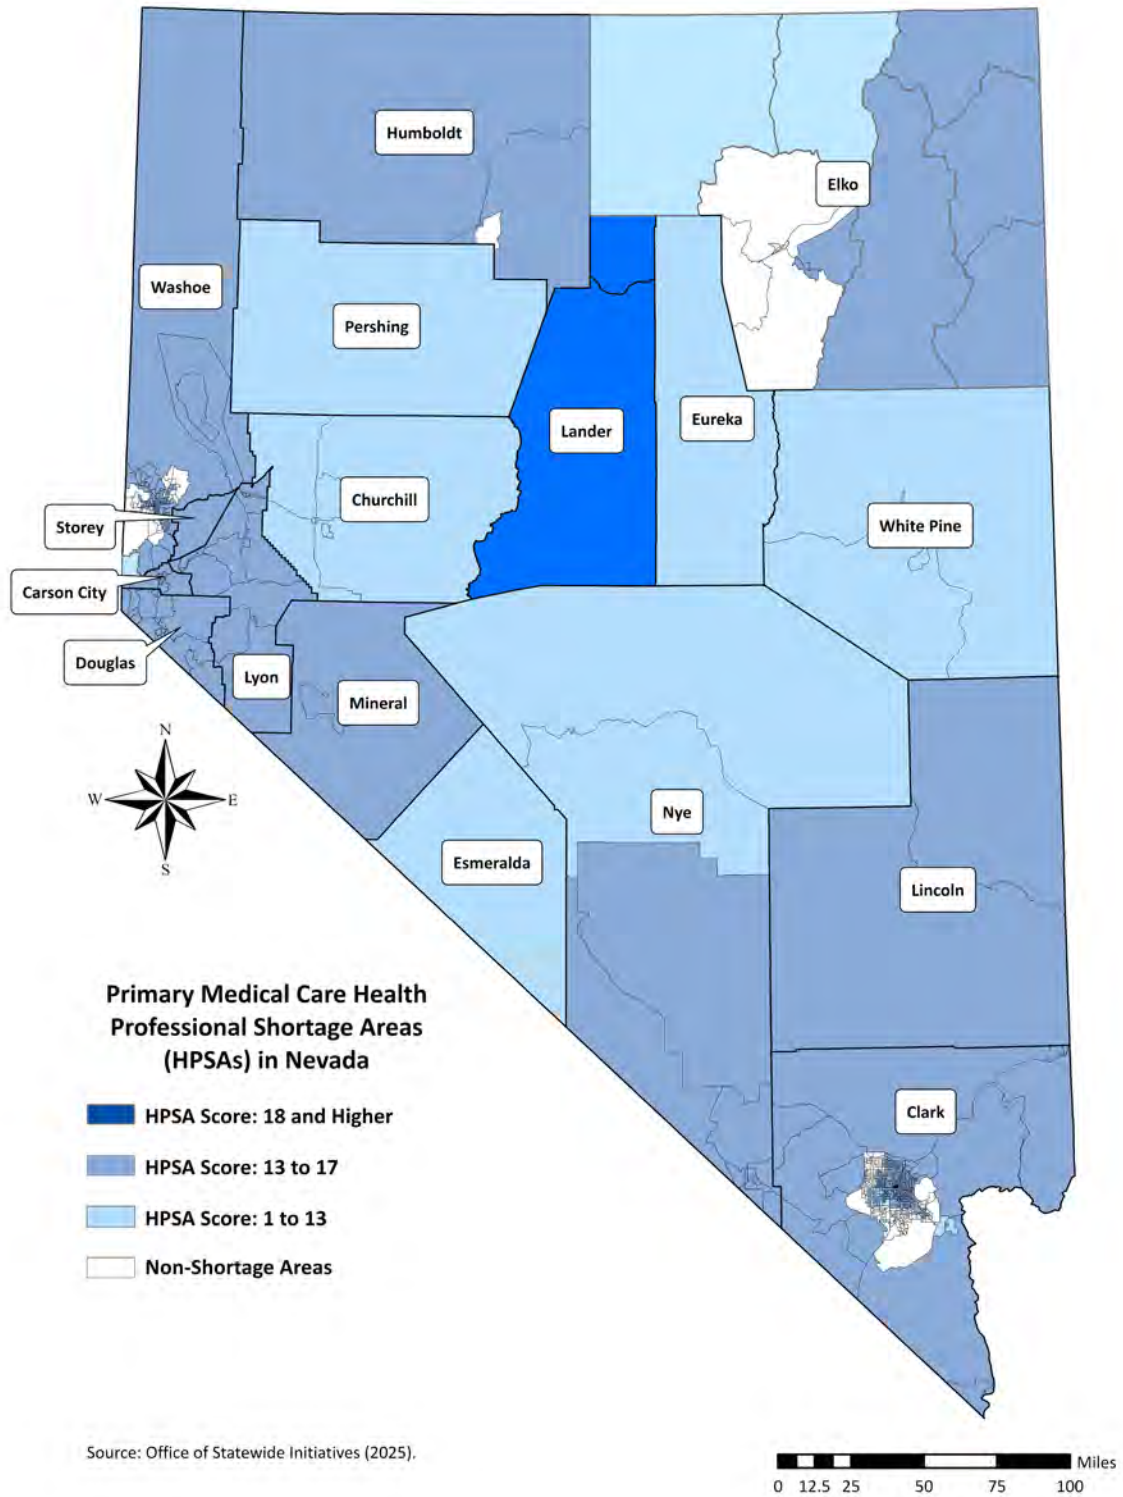 Humboldt
Elko
Washoe
Pershing
Lander
Eureka
Churchill
Storey
White Pine
Carson City
Douglas
Lyon
Mineral
N
W
E
S
Nye
Esmeralda
Lincoln
Primary Medical Care Health
Professional Shortage Areas
(HPSAs) in Nevada
HPSA Score: 18 and Higher
HPSA Score: 13 to 17
HPSA Score: 1 to 13
Non-Shortage Areas
Clark
Source: Office of Statewide Initiatives (2025).
Miles
0 12.5 25 50 75 100